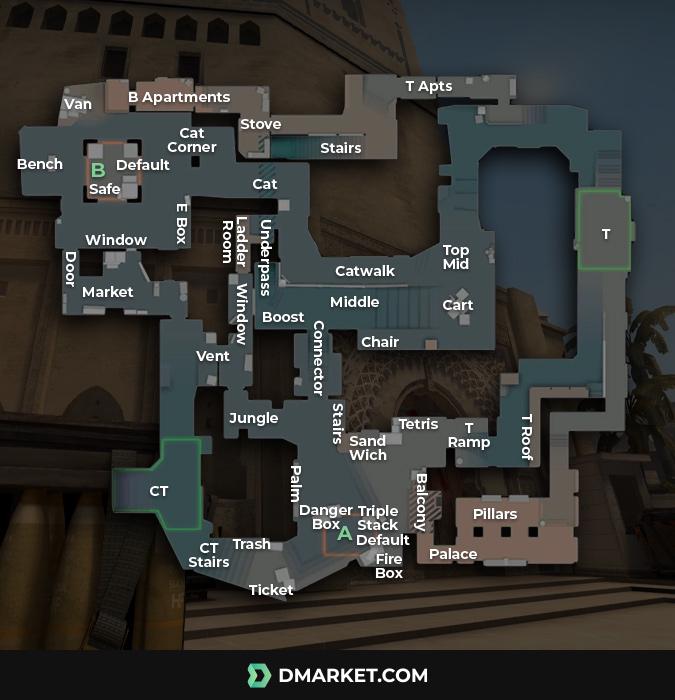 T Apts
Van
B Apartments
Stove
Cat
Corner
Stairs
Bench
B
Default
Safe
Cat
E Box
T
Window
Door
Ladder
Room
Underpass
Top
Mid
Catwalk
Market
Window
Middle
Cart
Boost
Connector
Chair
Vent
Jungle
Stairs
Sand
Wich
Tetris
T
Ramp
T Roof
CT
Palm
Balcony
Danger
Box
Triple
Stack
Default
A
Pillars
Palace
CT
Stairs
Trash
Fire
Box
Ticket
DMARKET.COM